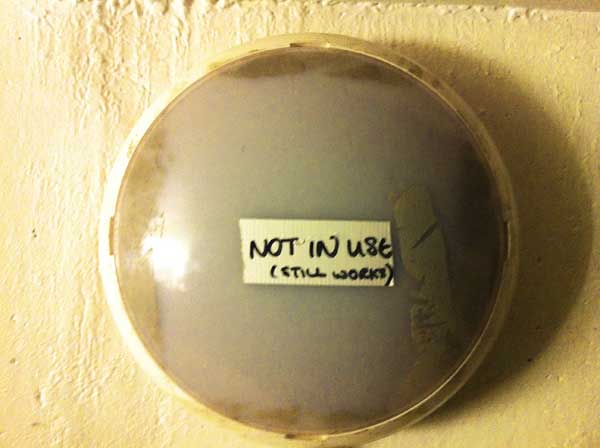 NOT IN USE
(STILL WORKS)